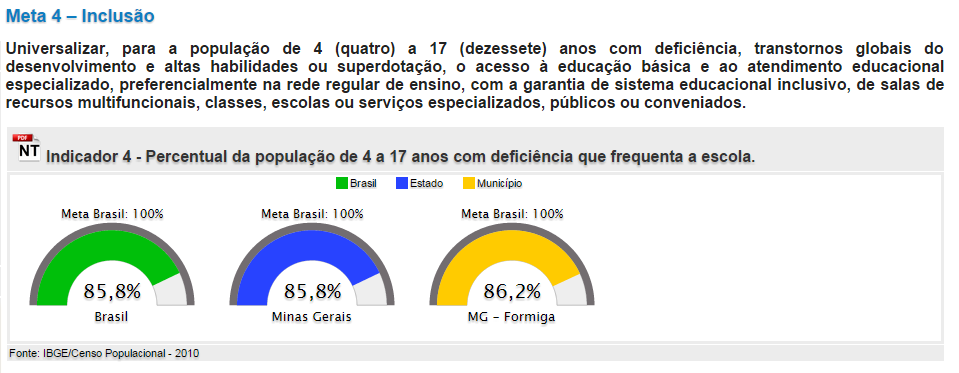 Meta 4 – Inclusão
Universalizar, para a população de 4 (quatro) a 17 (dezessete) anos com deficiência, transtornos globais do
desenvolvimento e altas habilidades ou superdotação, o acesso à educação básica e ao atendimento educacional
especializado, preferencialmente na rede regular de ensino, com a garantia de sistema educacional inclusivo, de salas de
recursos multifuncionais, classes, escolas ou serviços especializados, públicos ou conveniados.
PDF
NT
Indicador 4 - Percentual da população de 4 a 17 anos com deficiência que frequenta a escola.
Brasil Estado Município
Meta Brasil: 100% Meta Brasil: 100% Meta Brasil: 100%
85,8% 85,8% 86,2%
Brasil Minas Gerais MG - Formiga
Fonte: IBGE/Censo Populacional - 2010